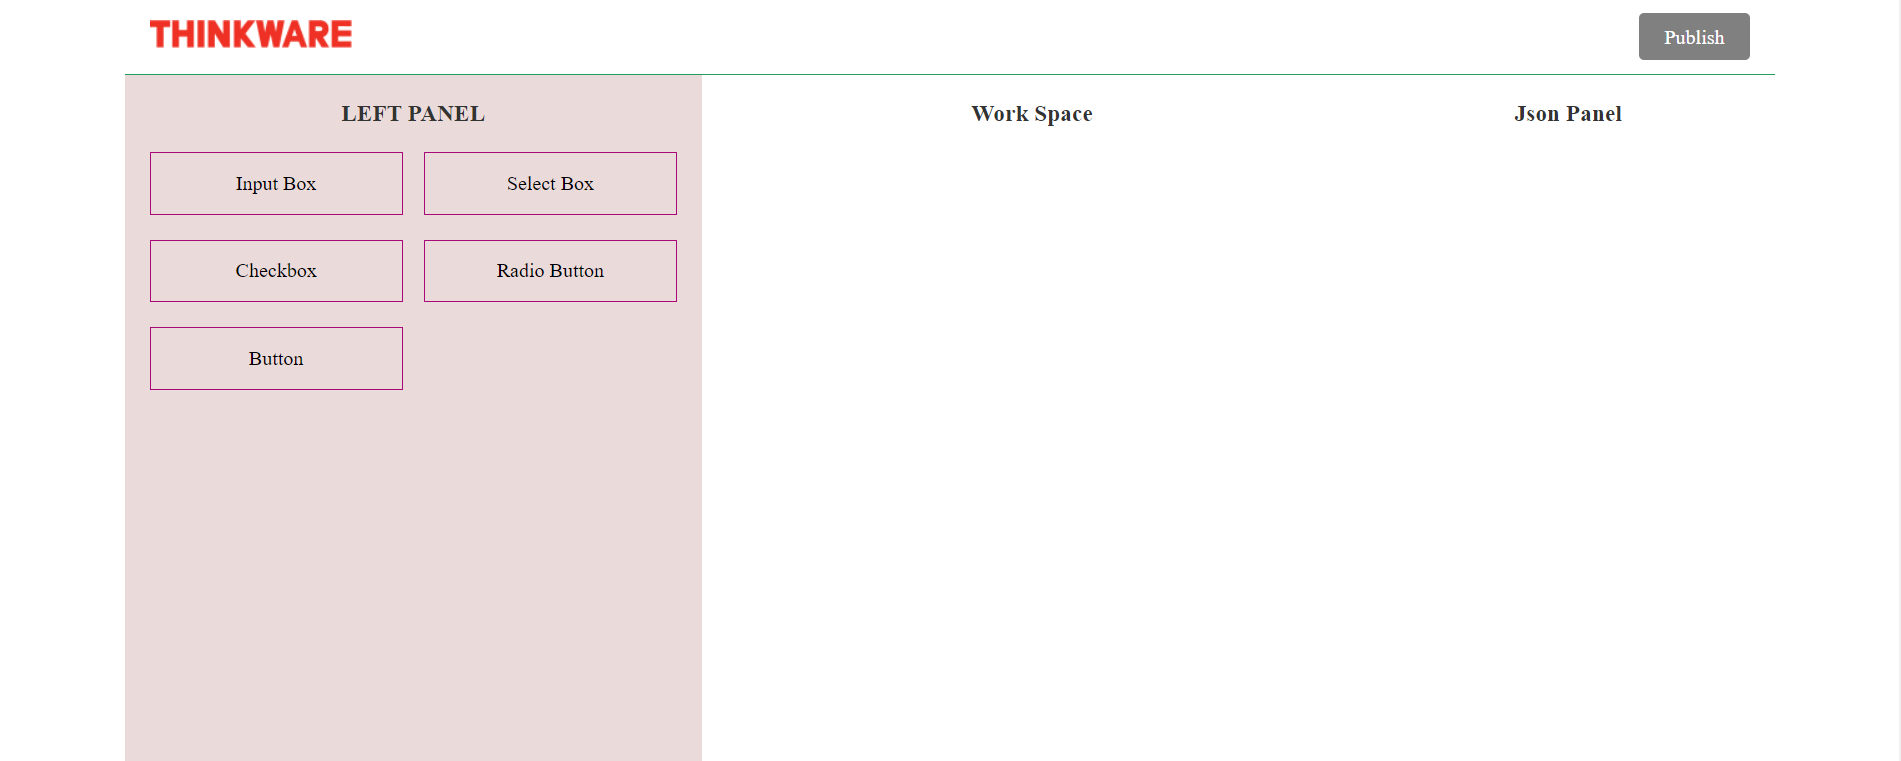 THINKWARE
Publish
LEFT PANEL
Work Space
Json Panel
Input Box
Select Box
Checkbox
Radio Button
Button